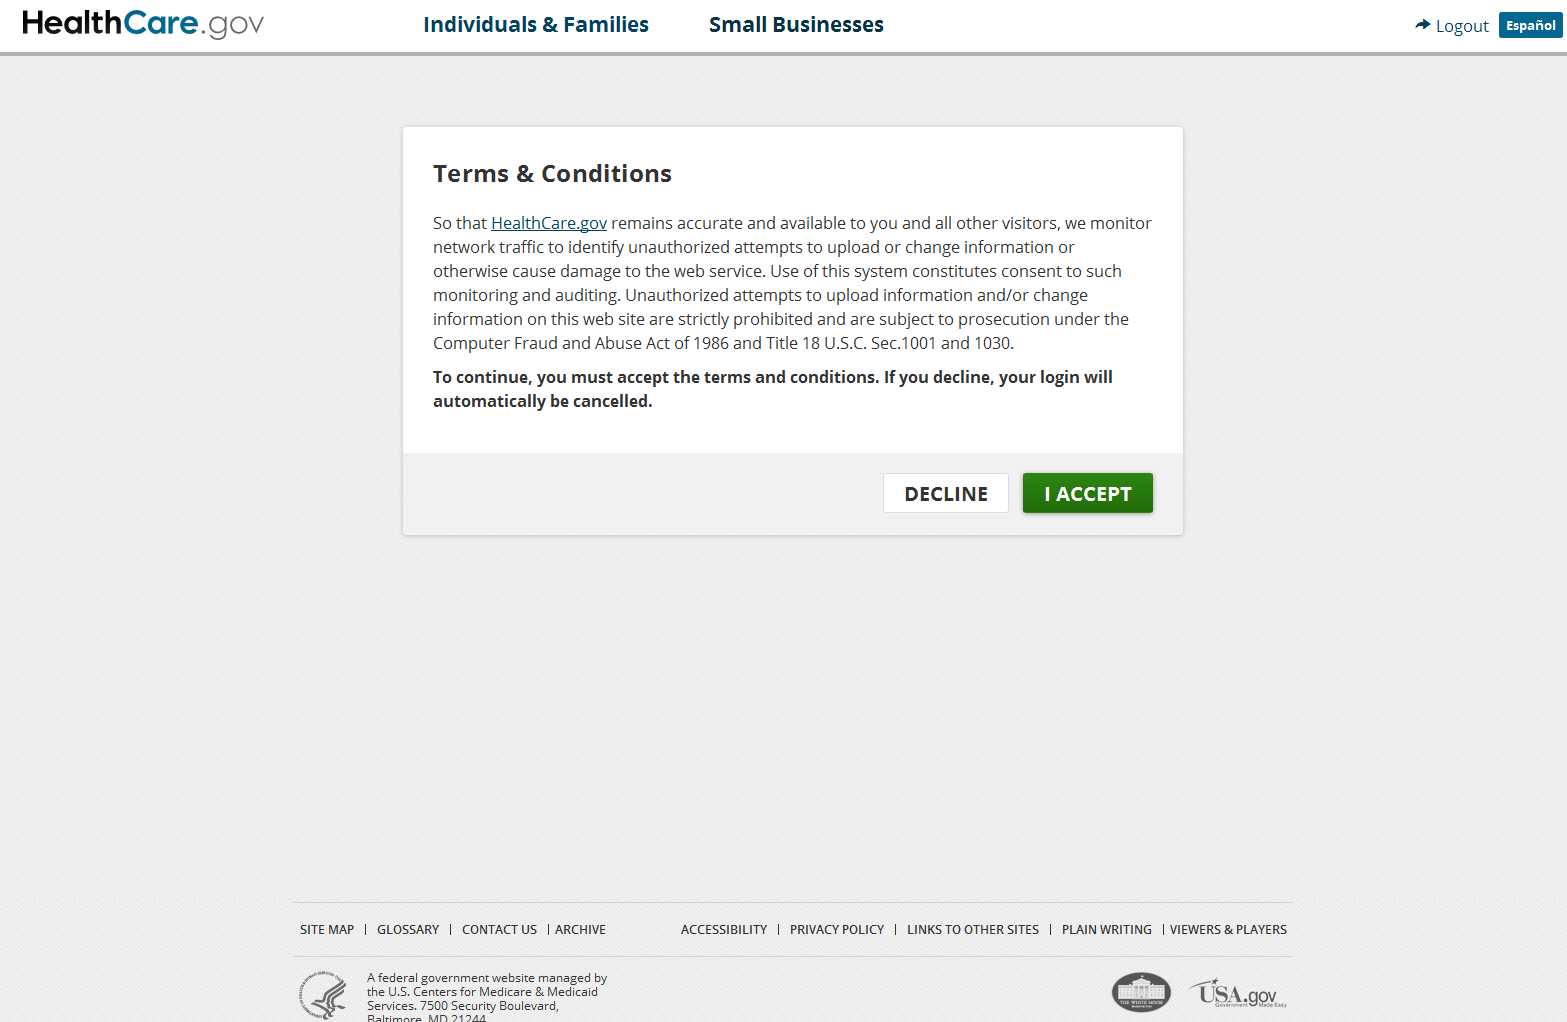 HealthCare.gov
Individuals & Families
Small Businesses
Logout
Español
Terms & Conditions
So that HealthCare.gov remains accurate and available to you and all other visitors, we monitor
network traffic to identify unauthorized attempts to upload or change information or
otherwise cause damage to the web service. Use of this system constitutes consent to such
monitoring and auditing. Unauthorized attempts to upload information and/or change
information on this web site are strictly prohibited and are subject to prosecution under the
Computer Fraud and Abuse Act of 1986 and Title 18 U.S.C. Sec.1001 and 1030.
To continue, you must accept the terms and conditions. If you decline, your login will
automatically be cancelled.
DECLINE
I ACCEPT
SITE MAP | GLOSSARY | CONTACT US | ARCHIVE
ACCESSIBILITY | PRIVACY POLICY | LINKS TO OTHER SITES | PLAIN WRITING | VIEWERS & PLAYERS
A federal government website managed by
the U.S. Centers for Medicare & Medicaid
Services. 7500 Security Boulevard,
Baltimore, MD 21244
THE WHITE HOUSE
USA.gov
Government Made Easy